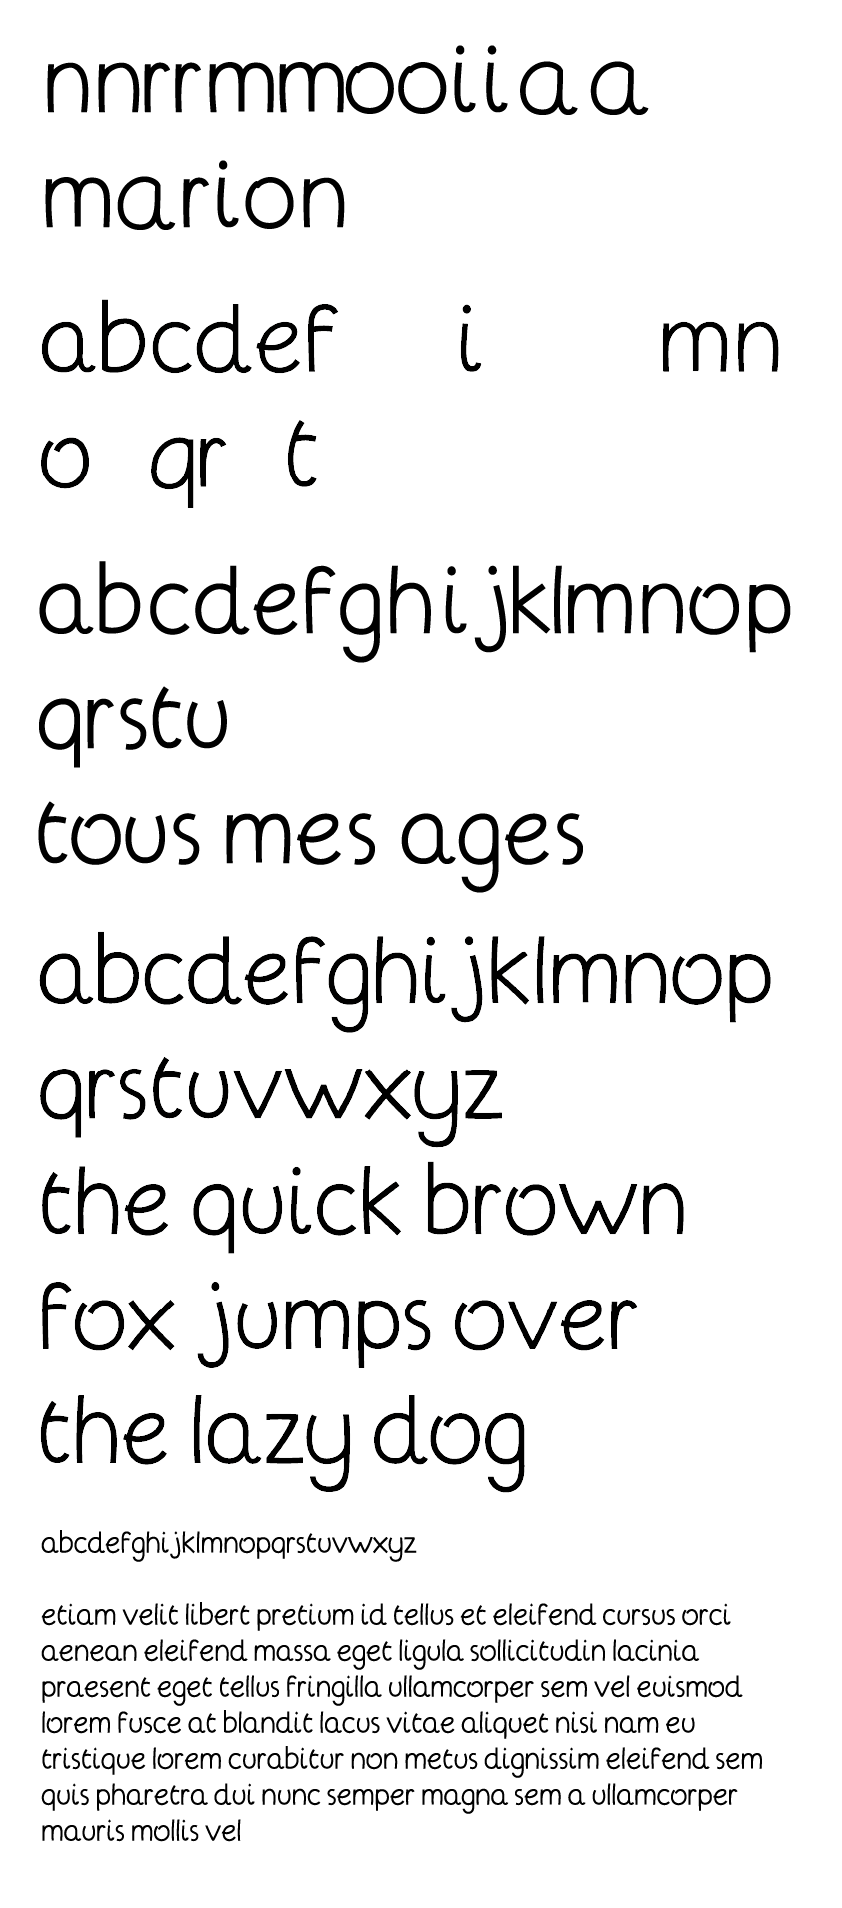 nnrrmmooiiaa
marion
abcdef i mn
o qr t
abcdefghijklmnop
qrstu
tous mes ages
abcdefghijklmnop
qrstuvwxyz
the quick brown
fox jumps over
the lazy dog
abcdefghijklmnopqrstuvwxyz
etiam velit libert pretium id tellus et eleifend cursus orci
aenean eleifend massa eget ligula sollicitudin lacinia
praesent eget tellus fringilla ullamcorper sem vel euismod
lorem fusce at blandit lacus vitae aliquet nisi nam eu
tristique lorem curabitur non metus dignissim eleifend sem
quis pharetra dui nunc semper magna sem a ullamcorper
mauris mollis vel